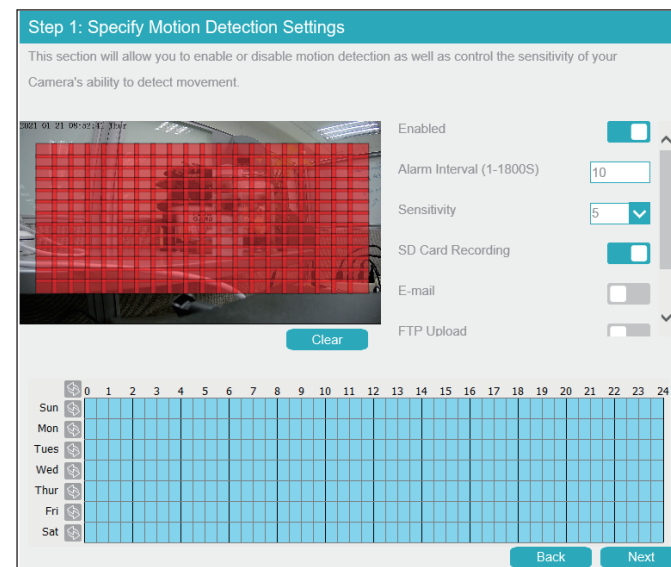 Step 1: Specify Motion Detection Settings
This section will allow you to enable or disable motion detection as well as control the sensitivity of your
Camera's ability to detect movement.
2021 01 21
Enabled
Alarm Interval (1-1800S) 10
Sensitivity 5
SD Card Recording
E-mail
FTP Upload
Clear
0 1 2 3 4 5 6 7 8 9 10 11 12 13 14 15 16 17 18 19 20 21 22 23 24
Sun
Mon
Tues
Wed
Thur
Fri
Sat
Back Next